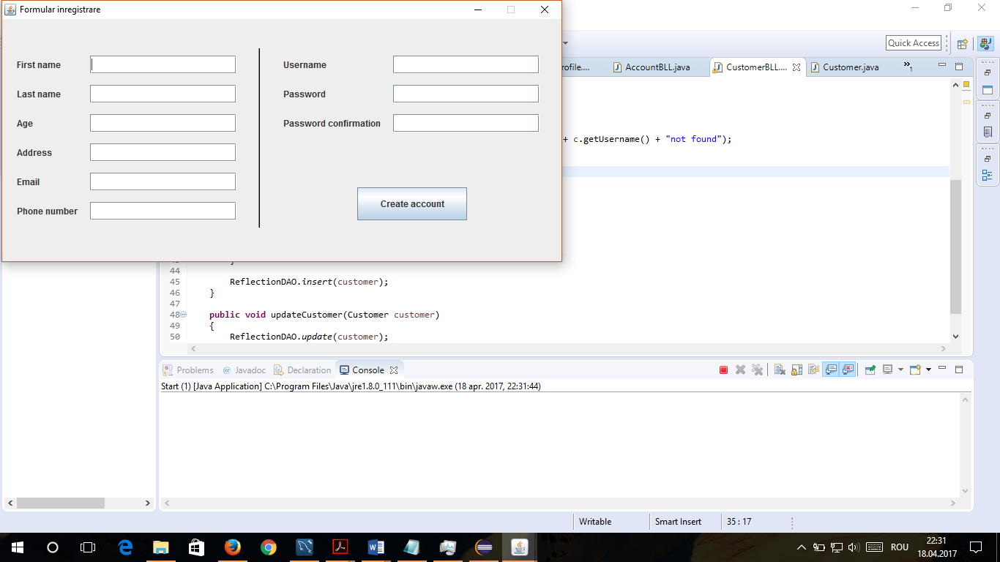 Formular inregistrare
First name
Last name
Age
Address
Email
Phone number
Username
Password
Password confirmation
Create account
Quick Access
rofile....
AccountBLL.java
CustomerBLL....
Customer.java
»1
+ c.getUsername() + "not found");
44
45 ReflectionDAO.insert(customer);
46 }
47
48 public void updateCustomer(Customer customer)
49 {
50 ReflectionDAO.update(customer);
Problems
@ Javadoc
Declaration
Console
Start (1) [Java Application] C:\Program Files\Java\jre1.8.0_111\bin\javaw.exe (18 apr. 2017, 22:31:44)
Writable
Smart Insert
35 : 17
ROU
22:31
18.04.2017